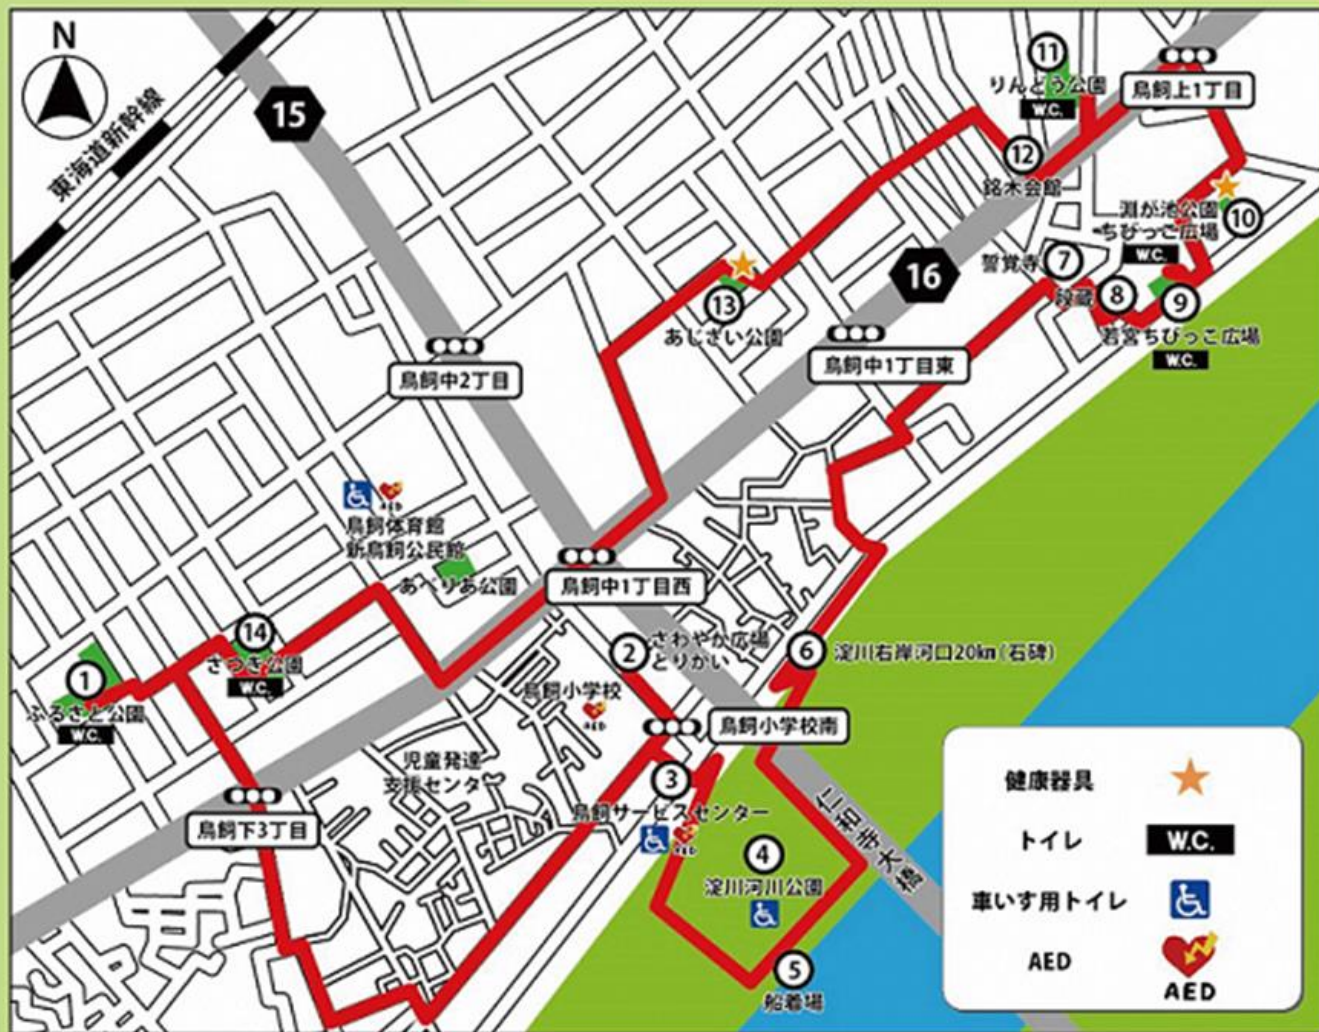 N
東海道新幹線
15
11
りんどう公園
W.C.
鳥飼上1丁目
12
銘木会館
淵が池公園
ちびっこ広場
10
W.C.
誓覚寺
7
段蔵
8
9
若宮ちびっこ広場
W.C.
16
13
あじさい公園
鳥飼中2丁目
鳥飼中1丁目東
AED
鳥飼体育館
新鳥飼公民館
あべりあ公園
鳥飼中1丁目西
14
さつき公園
W.C.
1
ふるさと公園
W.C.
2
さわやか広場
とりかい
6
淀川右岸河口20km(石碑)
鳥飼小学校
AED
鳥飼小学校南
児童発達
支援センター
3
鳥飼サービスセンター
AED
鳥飼下3丁目
4
淀川河川公園
仁和寺大橋
5
船着場
健康器具
トイレ
W.C.
車いす用トイレ
AED
AED